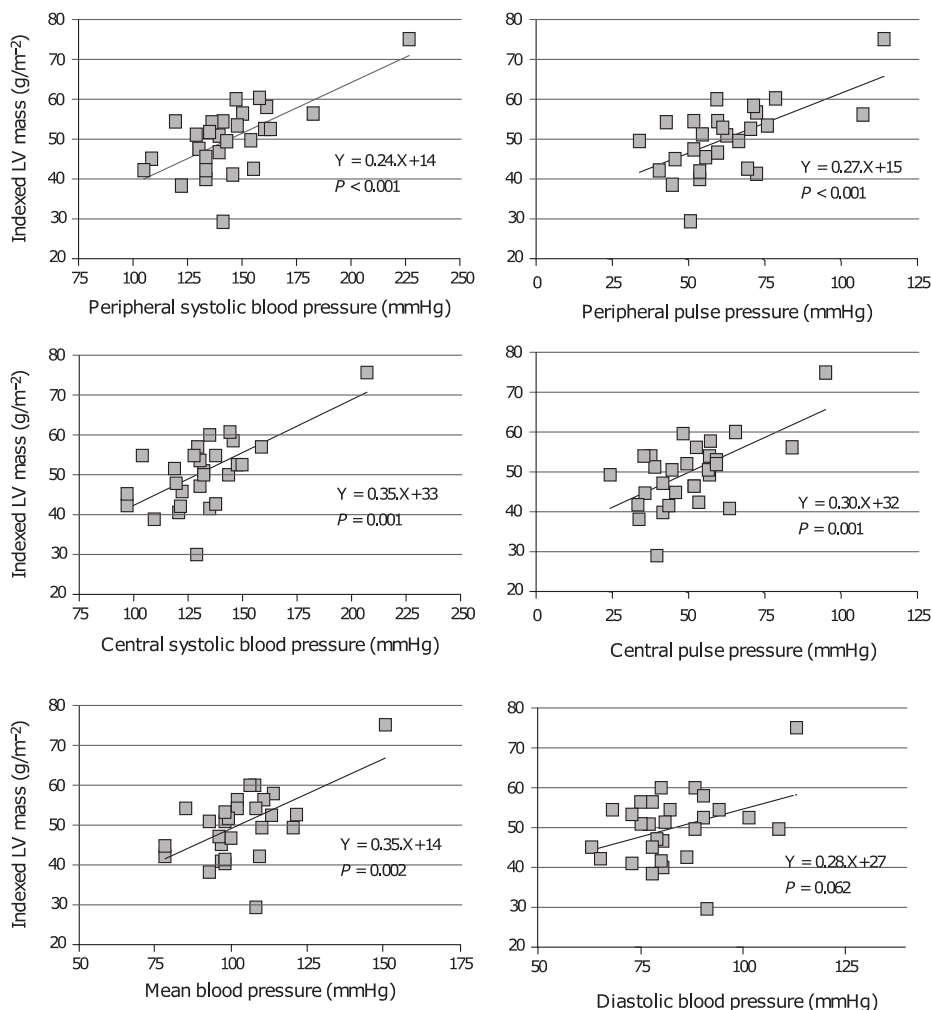 Indexed LV mass (g/m⁻²)
80
70
60
50
40
30
20
Y = 0.24.X+14
P < 0.001
75 100 125 150 175 200 225 250
Peripheral systolic blood pressure (mmHg)
80
70
60
50
40
30
20
Y = 0.27.X+15
P < 0.001
0 25 50 75 100 125
Peripheral pulse pressure (mmHg)
Indexed LV mass (g/m⁻²)
80
70
60
50
40
30
20
Y = 0.35.X+33
P = 0.001
75 100 125 150 175 200 225 250
Central systolic blood pressure (mmHg)
80
70
60
50
40
30
20
Y = 0.30.X+32
P = 0.001
0 25 50 75 100 125
Central pulse pressure (mmHg)
Indexed LV mass (g/m⁻²)
80
70
60
50
40
30
20
Y = 0.35.X+14
P = 0.002
50 75 100 125 150 175
Mean blood pressure (mmHg)
80
70
60
50
40
30
20
Y = 0.28.X+27
P = 0.062
50 75 100 125
Diastolic blood pressure (mmHg)